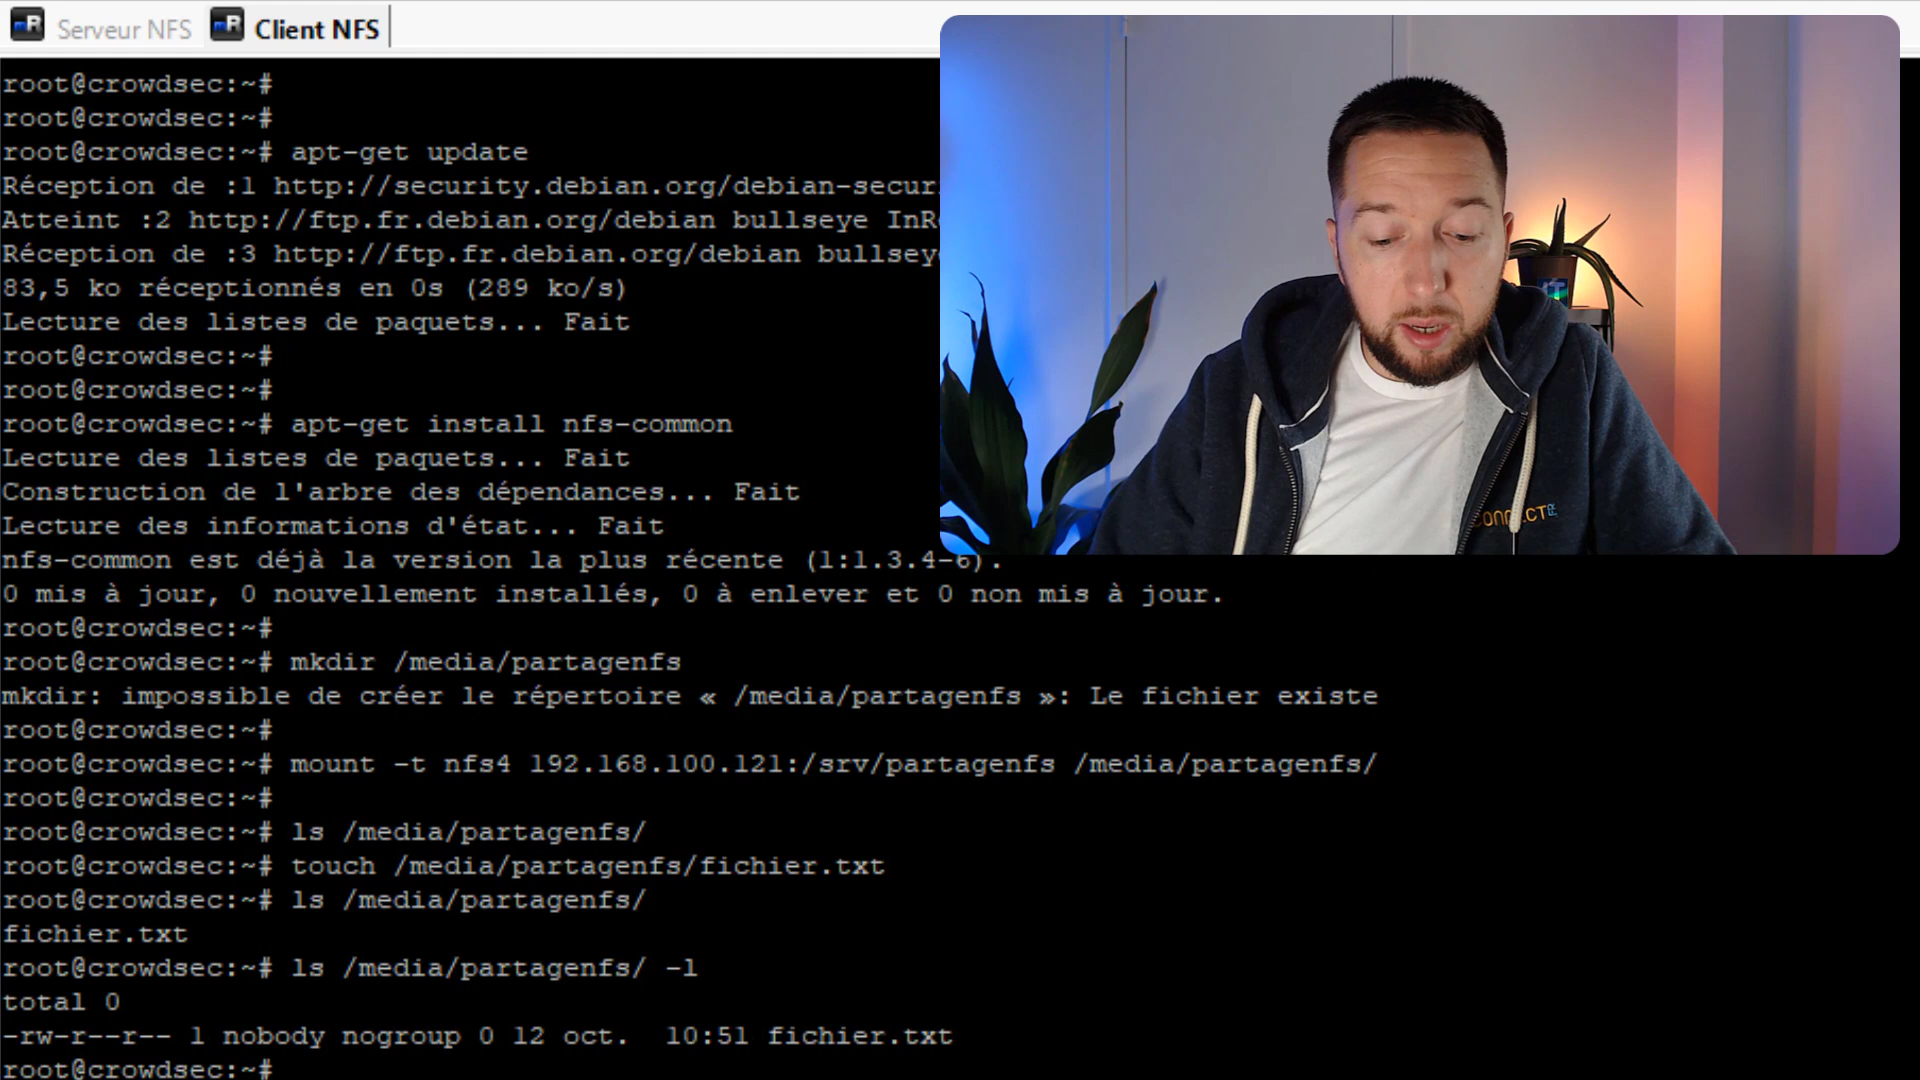 Serveur NFS
Client NFS
root@crowdsec:~#
root@crowdsec:~#
root@crowdsec:~# apt-get update
Réception de :1 http://security.debian.org/debian-secur
Atteint :2 http://ftp.fr.debian.org/debian bullseye InR
Réception de :3 http://ftp.fr.debian.org/debian bullsey
83,5 ko réceptionnés en 0s (289 ko/s)
Lecture des listes de paquets... Fait
root@crowdsec:~#
root@crowdsec:~#
root@crowdsec:~# apt-get install nfs-common
Lecture des listes de paquets... Fait
Construction de l'arbre des dépendances... Fait
Lecture des informations d'état... Fait
nfs-common est déjà la version la plus récente (1:1.3.4-6).
0 mis à jour, 0 nouvellement installés, 0 à enlever et 0 non mis à jour.
root@crowdsec:~#
root@crowdsec:~# mkdir /media/partagenfs
mkdir: impossible de créer le répertoire « /media/partagenfs »: Le fichier existe
root@crowdsec:~#
root@crowdsec:~# mount -t nfs4 192.168.100.121:/srv/partagenfs /media/partagenfs/
root@crowdsec:~#
root@crowdsec:~# ls /media/partagenfs/
root@crowdsec:~# touch /media/partagenfs/fichier.txt
root@crowdsec:~# ls /media/partagenfs/
fichier.txt
root@crowdsec:~# ls /media/partagenfs/ -l
total 0
-rw-r--r-- 1 nobody nogroup 0 12 oct.  10:51 fichier.txt
root@crowdsec:~#
IT